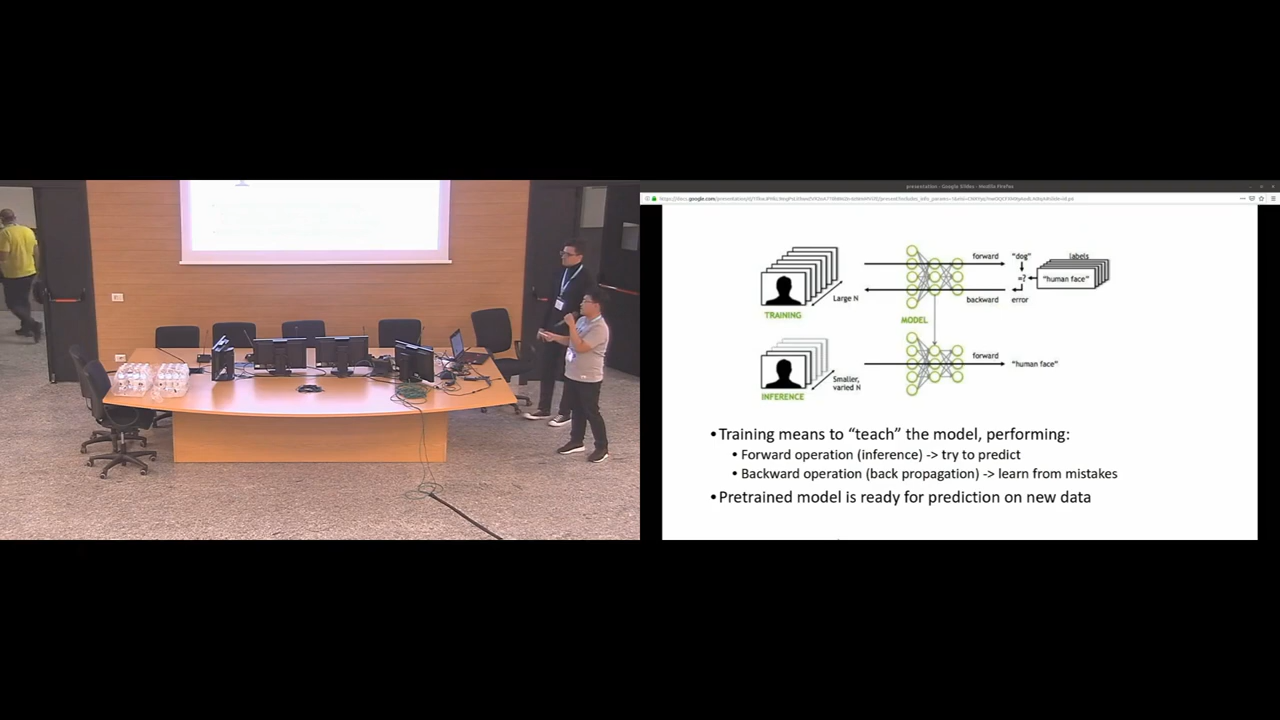 presentation - Google Slides - Mozilla Firefox
forward
"dog"
labels
=?
"human face"
Large N
backward
error
TRAINING
MODEL
forward
"human face"
Smaller,
varied N
INFERENCE
•Training means to “teach” the model, performing:
• Forward operation (inference) -> try to predict
• Backward operation (back propagation) -> learn from mistakes
•Pretrained model is ready for prediction on new data